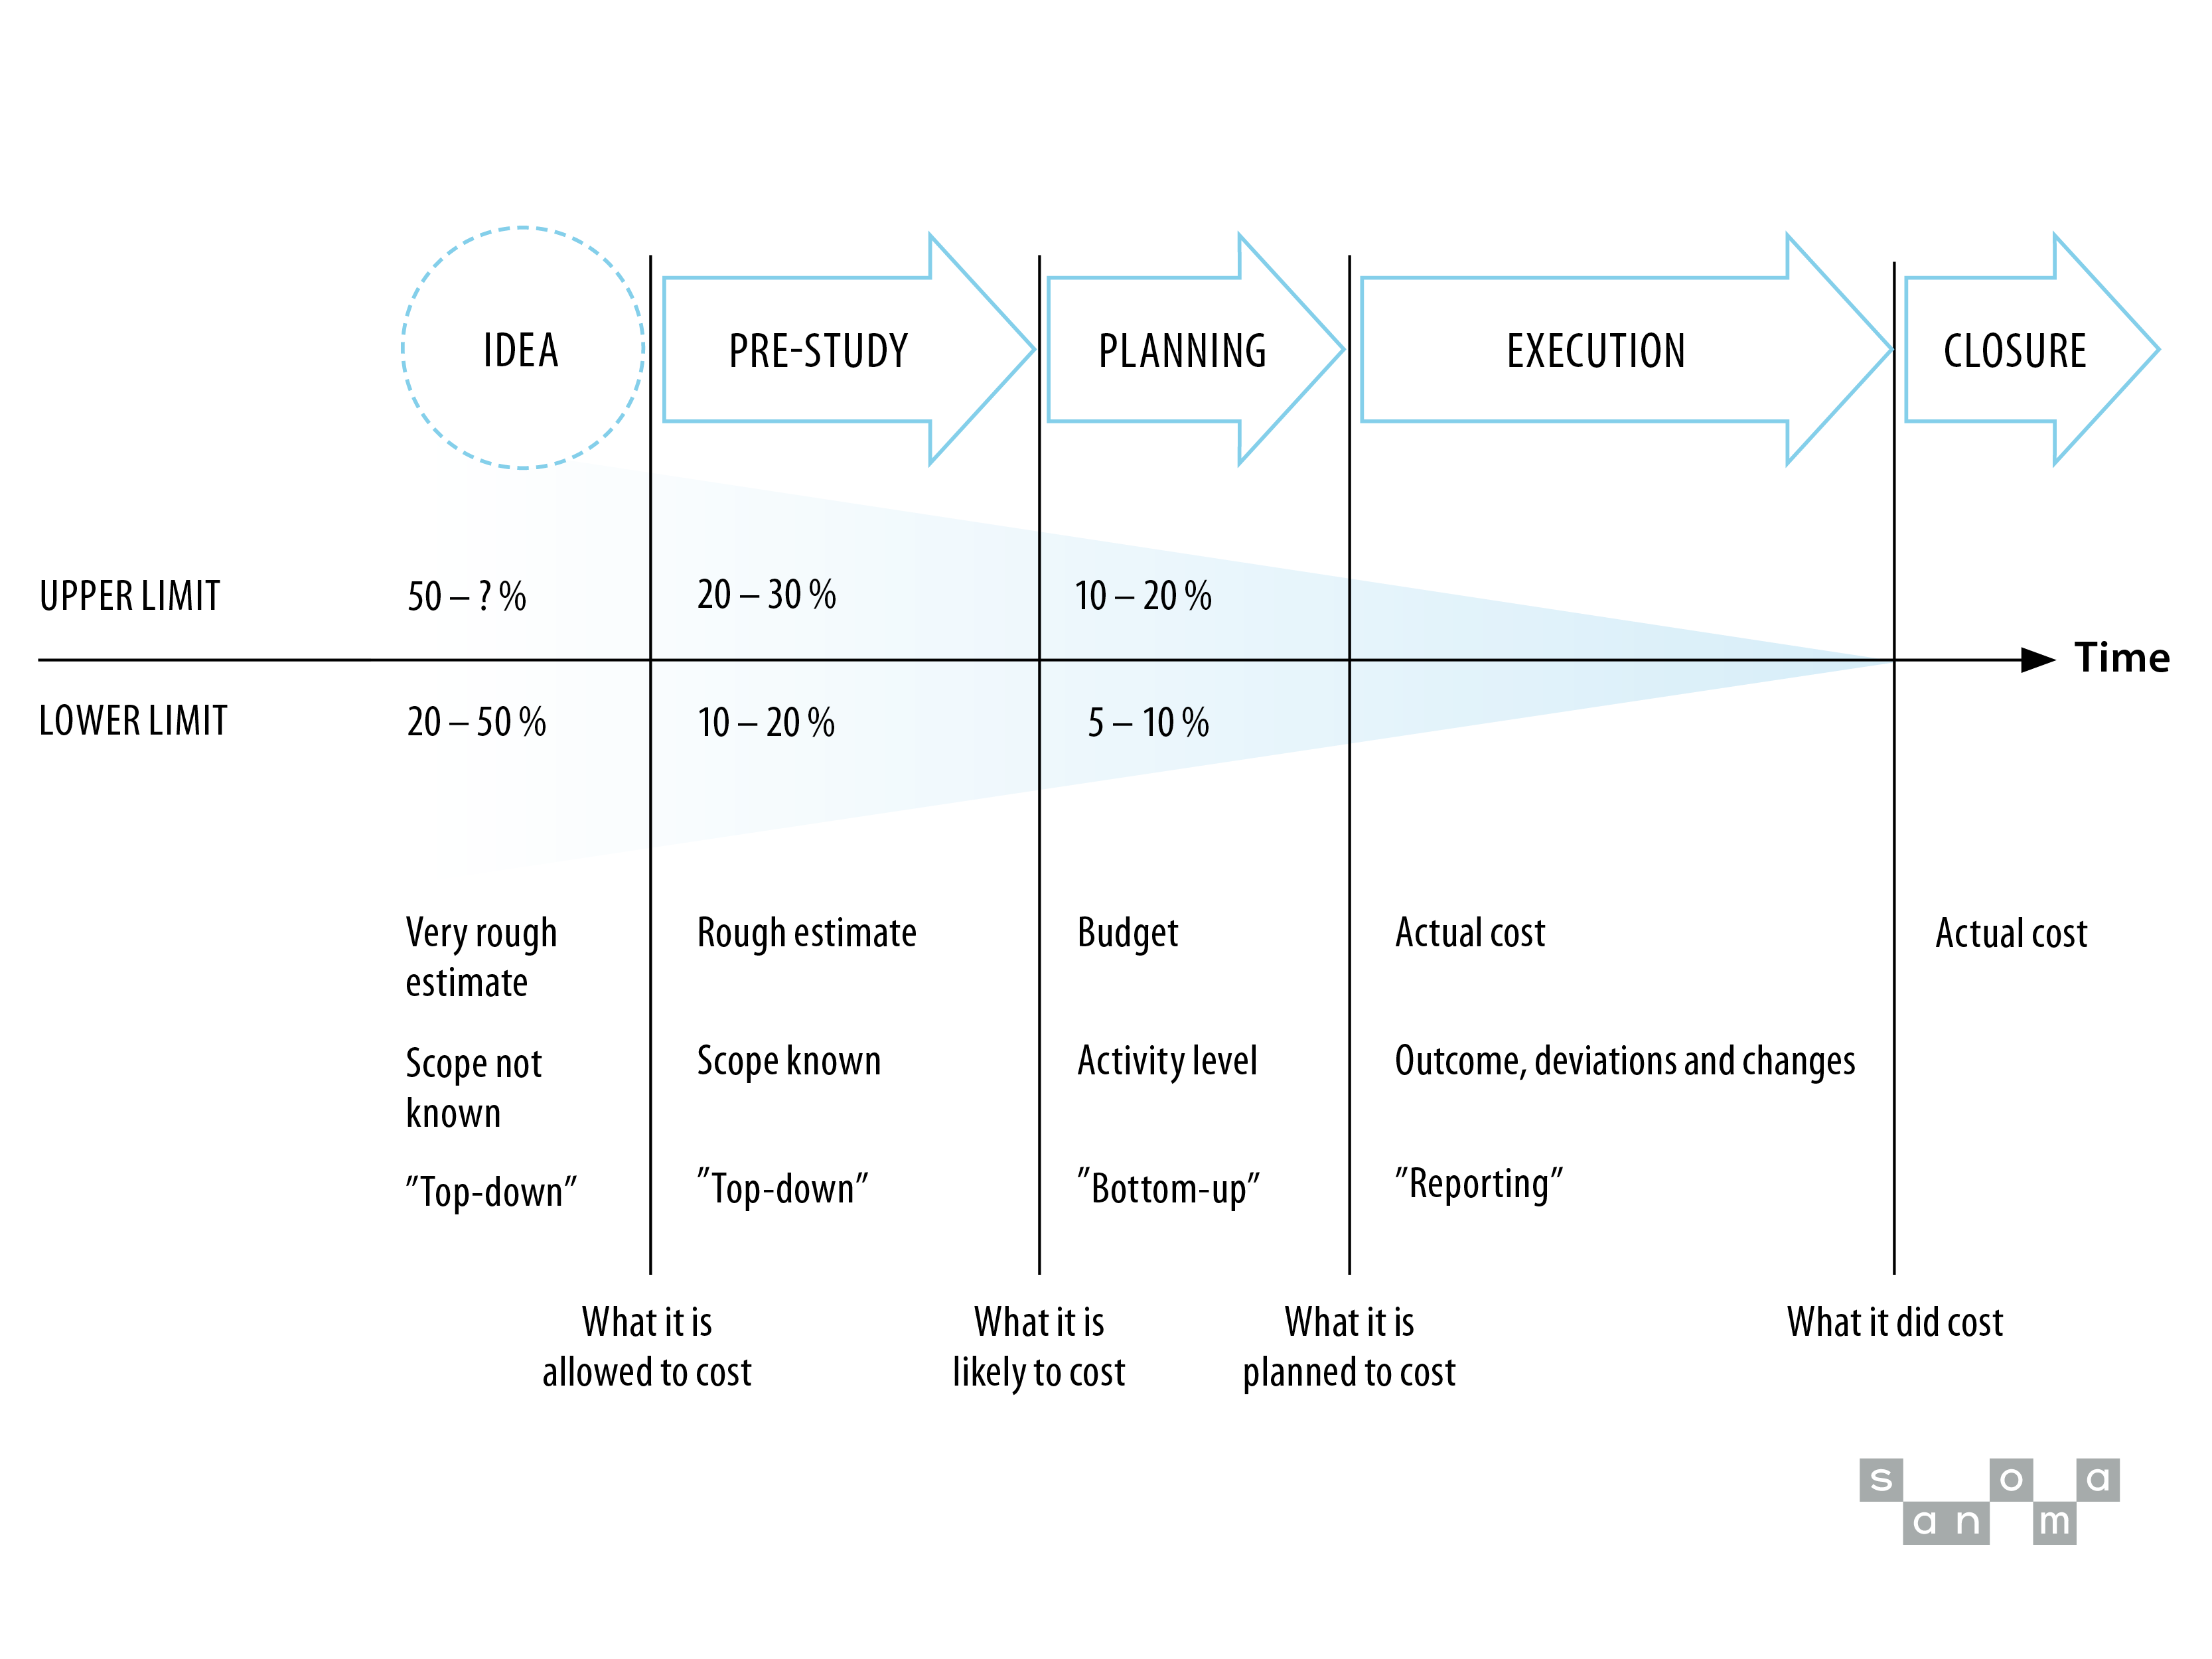 IDEA
PRE-STUDY
PLANNING
EXECUTION
CLOSURE
UPPER LIMIT
50 – ? %
20 – 30 %
10 – 20 %
Time
LOWER LIMIT
20 – 50 %
10 – 20 %
5 – 10 %
Very rough
estimate
Rough estimate
Budget
Actual cost
Actual cost
Scope not
known
Scope known
Activity level
Outcome, deviations and changes
”Top-down”
”Top-down”
”Bottom-up”
”Reporting”
What it is
allowed to cost
What it is
likely to cost
What it is
planned to cost
What it did cost
sanoma